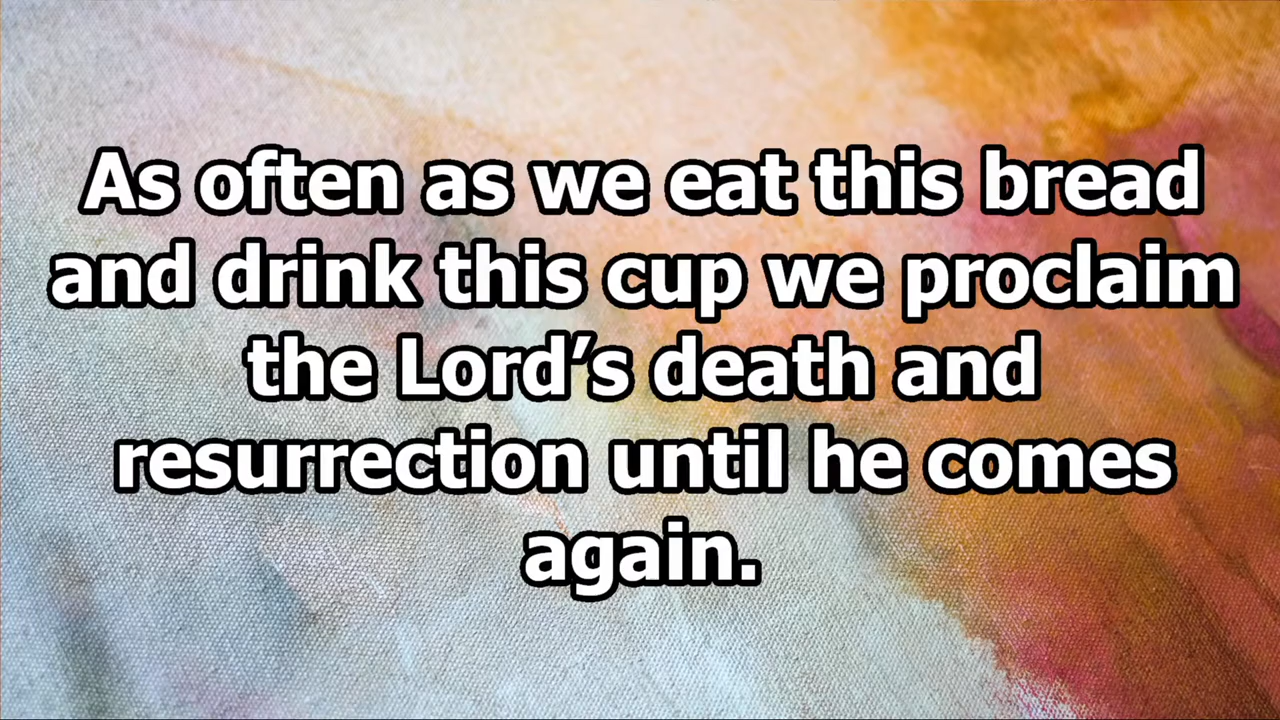 As often as we eat this bread
and drink this cup we proclaim
the Lord’s death and
resurrection until he comes
again.